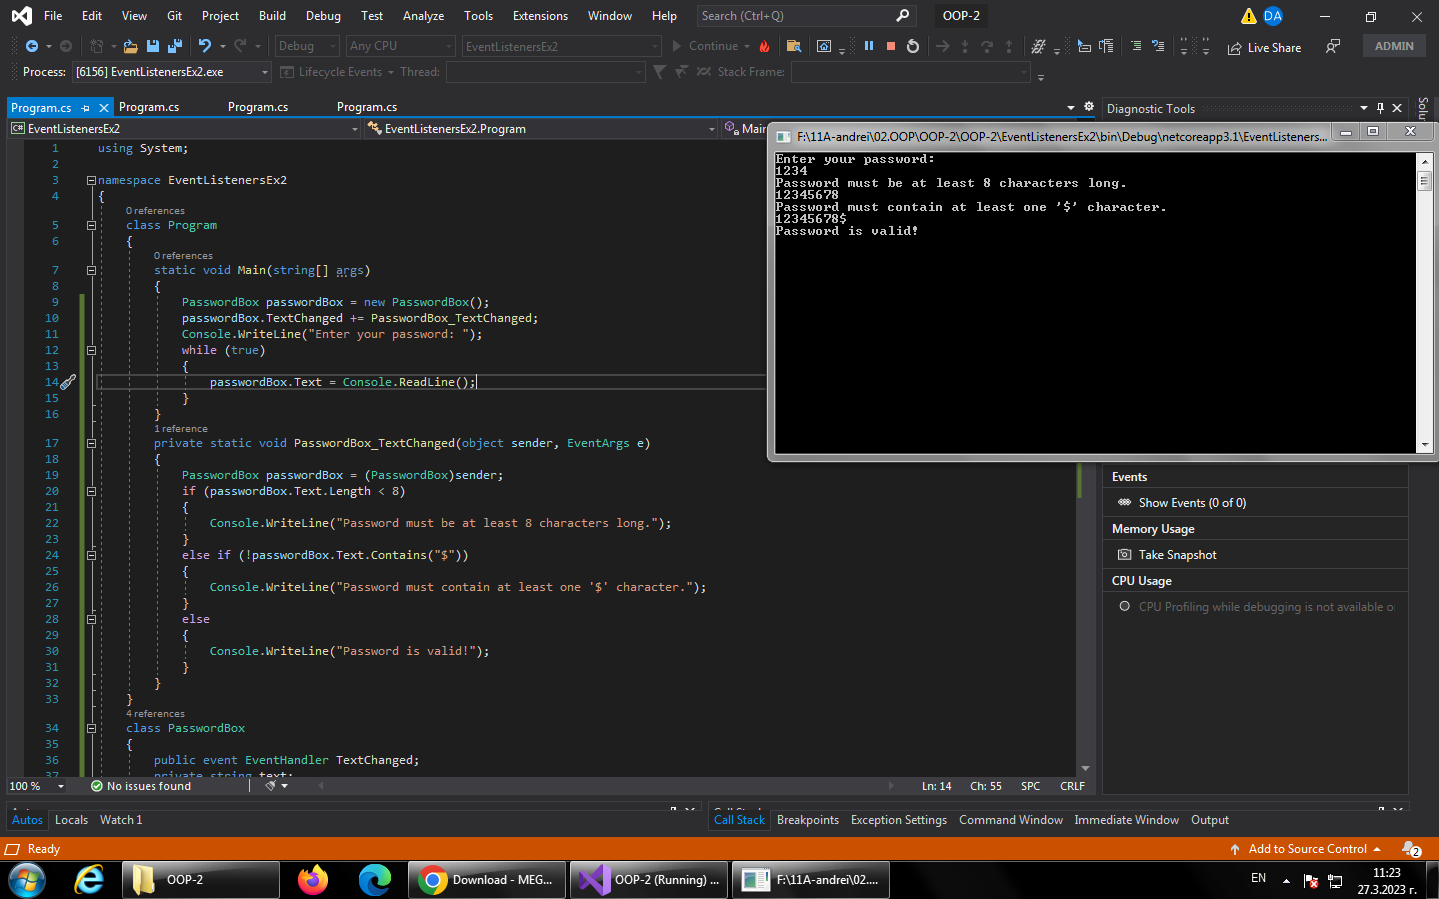 File Edit View Git Project Build Debug Test Analyze Tools Extensions Window Help Search (Ctrl+Q) OOP-2 DA
Debug Any CPU EventListenersEx2 Continue Live Share ADMIN
Process: [6156] EventListenersEx2.exe Lifecycle Events Thread: Stack Frame:
Program.cs Program.cs Program.cs Program.cs Diagnostic Tools
EventListenersEx2 EventListenersEx2.Program Main
1 using System;
2
3 namespace EventListenersEx2
4 {
0 references
5 class Program
6 {
0 references
7 static void Main(string[] args)
8 {
9 PasswordBox passwordBox = new PasswordBox();
10 passwordBox.TextChanged += PasswordBox_TextChanged;
11 Console.WriteLine("Enter your password: ");
12 while (true)
13 {
14 passwordBox.Text = Console.ReadLine();
15 }
16 }
1 reference
17 private static void PasswordBox_TextChanged(object sender, EventArgs e)
18 {
19 PasswordBox passwordBox = (PasswordBox)sender;
20 if (passwordBox.Text.Length < 8)
21 {
22 Console.WriteLine("Password must be at least 8 characters long.");
23 }
24 else if (!passwordBox.Text.Contains("$"))
25 {
26 Console.WriteLine("Password must contain at least one '$' character.");
27 }
28 else
29 {
30 Console.WriteLine("Password is valid!");
31 }
32 }
33 }
4 references
34 class PasswordBox
35 {
36 public event EventHandler TextChanged;
37 private string text;
F:\11A-andrei\02.OOP\OOP-2\OOP-2\EventListenersEx2\bin\Debug\netcoreapp3.1\EventListeners...
Enter your password:
1234
Password must be at least 8 characters long.
12345678
Password must contain at least one '$' character.
12345678$
Password is valid!
Events
Show Events (0 of 0)
Memory Usage
Take Snapshot
CPU Usage
CPU Profiling while debugging is not available o
100 % No issues found Ln: 14 Ch: 55 SPC CRLF
Autos Locals Watch 1 Call Stack Breakpoints Exception Settings Command Window Immediate Window Output
Ready Add to Source Control 2
OOP-2 Download - MEG... OOP-2 (Running) ... F:\11A-andrei\02.... EN 11:23
27.3.2023 г.